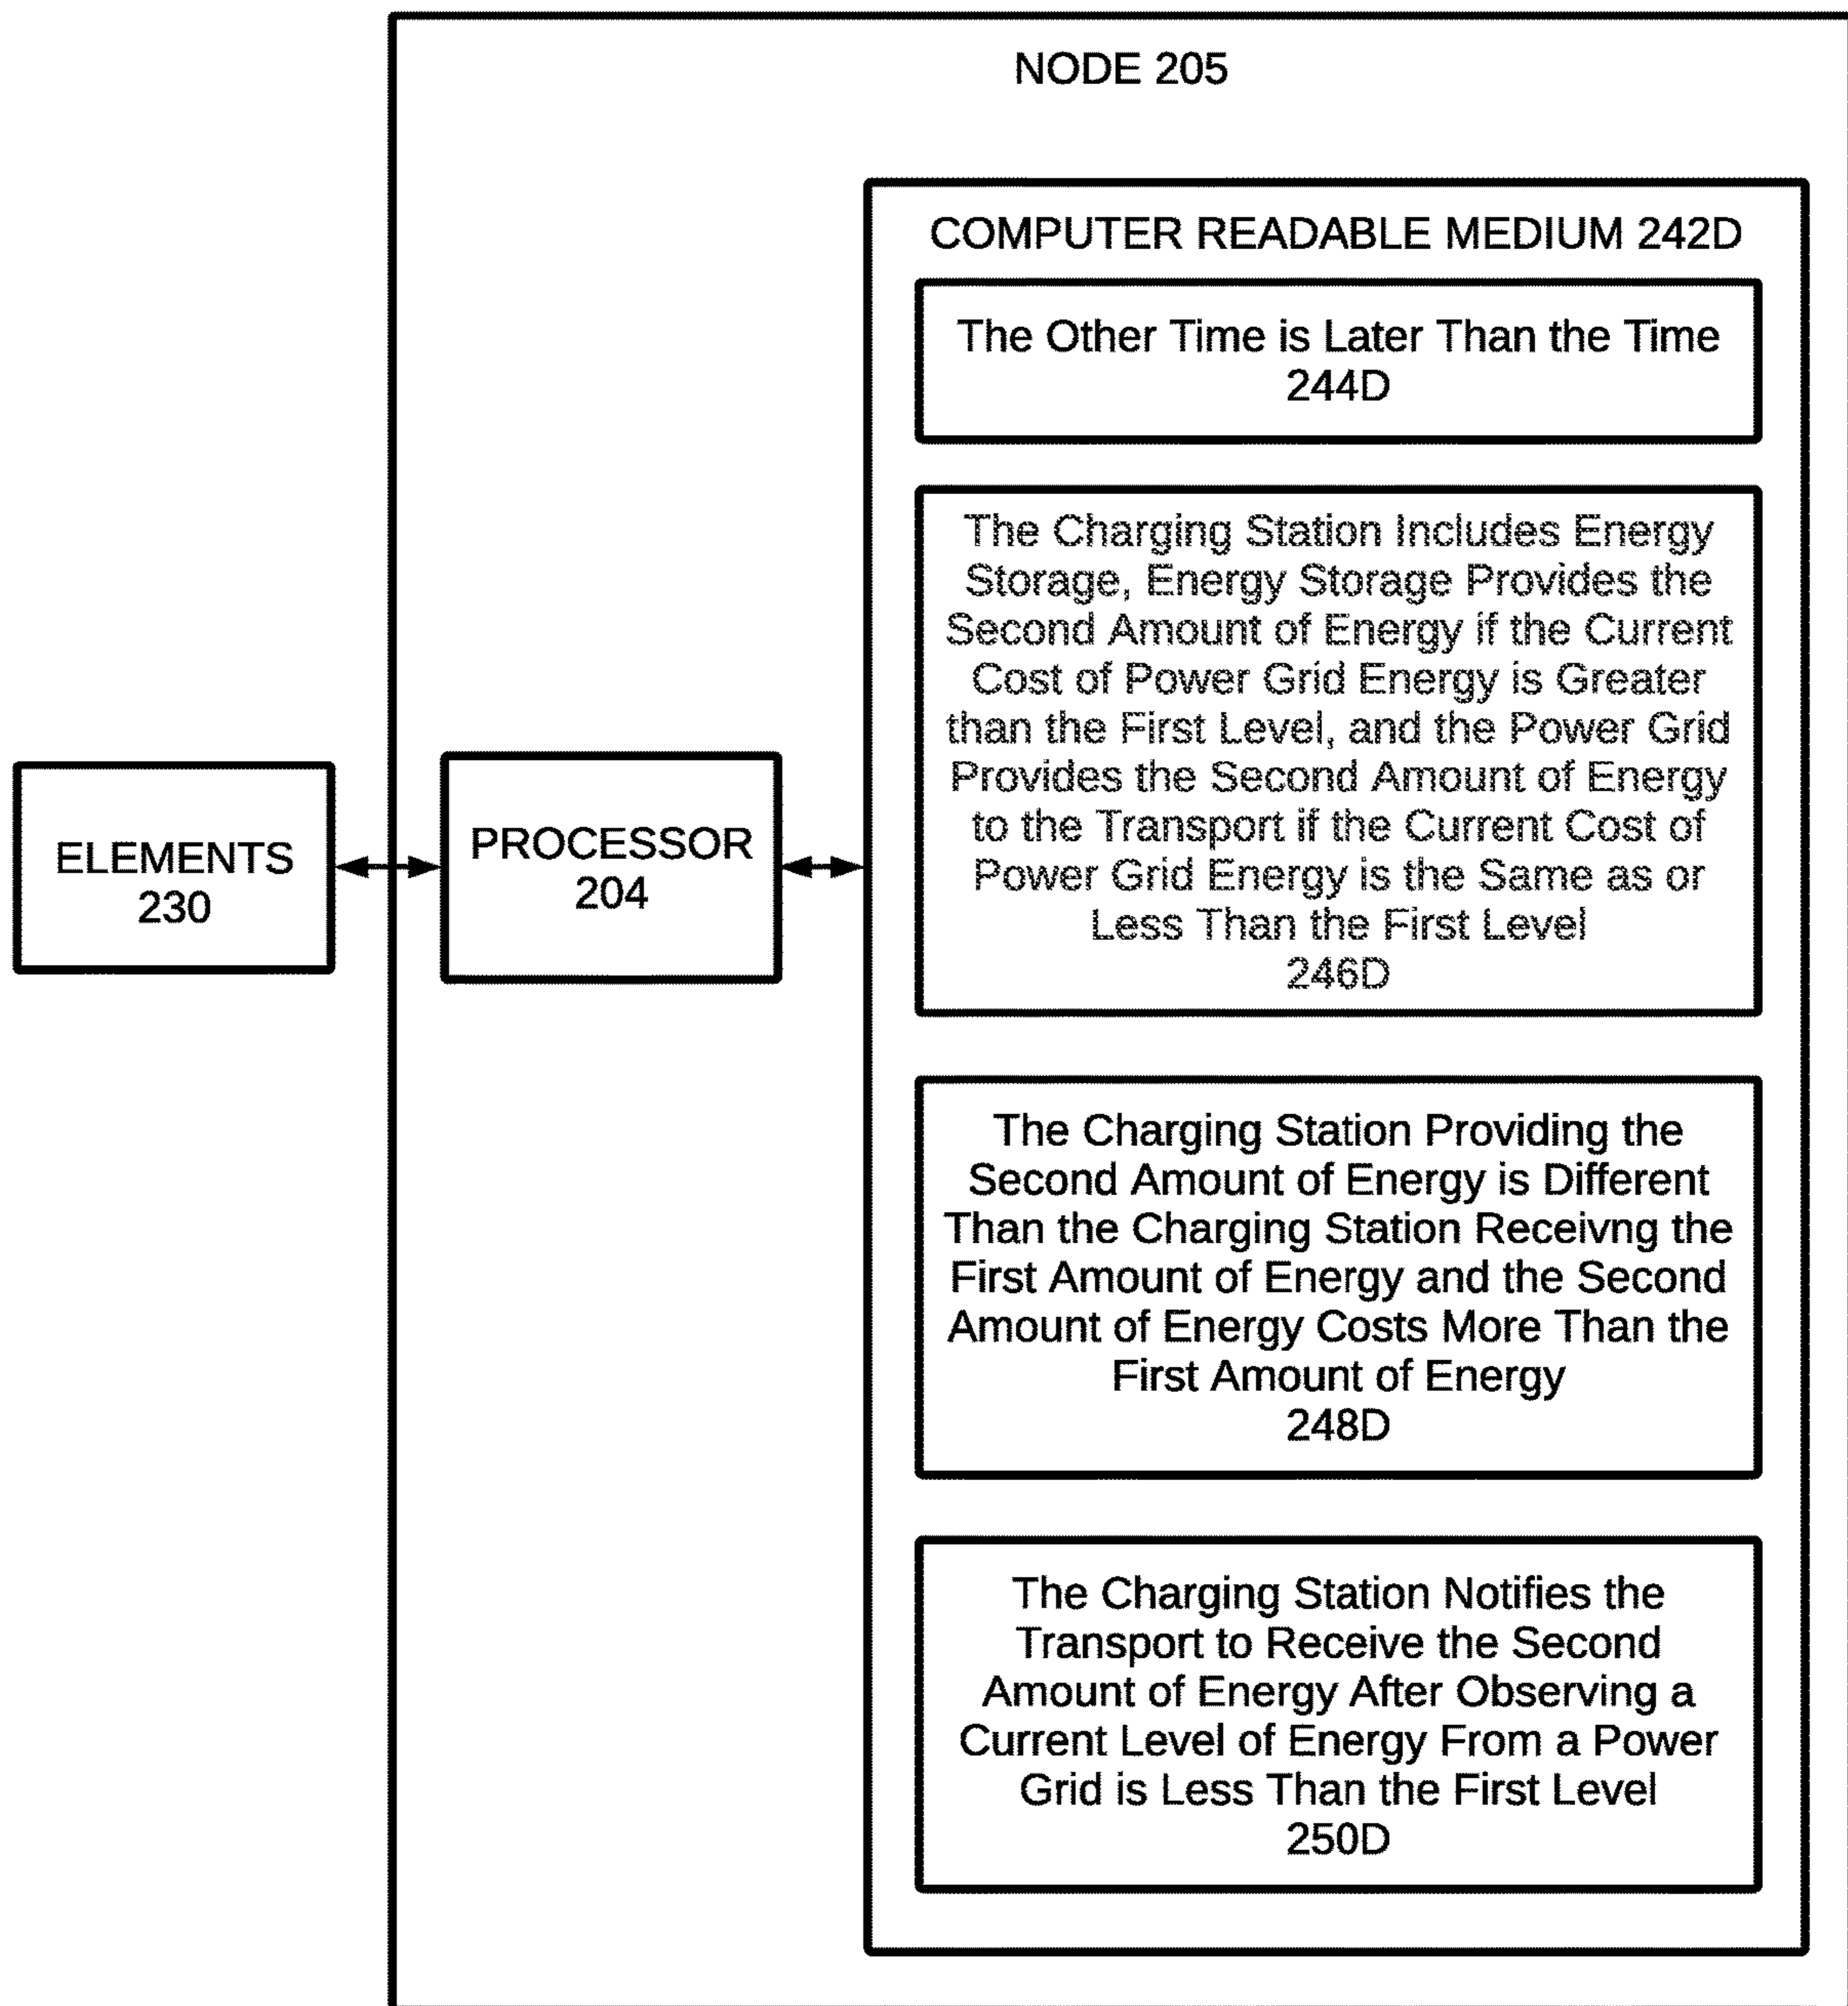 NODE 205
COMPUTER READABLE MEDIUM 242D
The Other Time is Later Than the Time
244D
The Charging Station Includes Energy
Storage, Energy Storage Provides the
Second Amount of Energy if the Current
Cost of Power Grid Energy is Greater
than the First Level, and the Power Grid
Provides the Second Amount of Energy
to the Transport if the Current Cost of
Power Grid Energy is the Same as or
Less Than the First Level
246D
ELEMENTS
230
PROCESSOR
204
The Charging Station Providing the
Second Amount of Energy is Different
Than the Charging Station Receivng the
First Amount of Energy and the Second
Amount of Energy Costs More Than the
First Amount of Energy
248D
The Charging Station Notifies the
Transport to Receive the Second
Amount of Energy After Observing a
Current Level of Energy From a Power
Grid is Less Than the First Level
250D